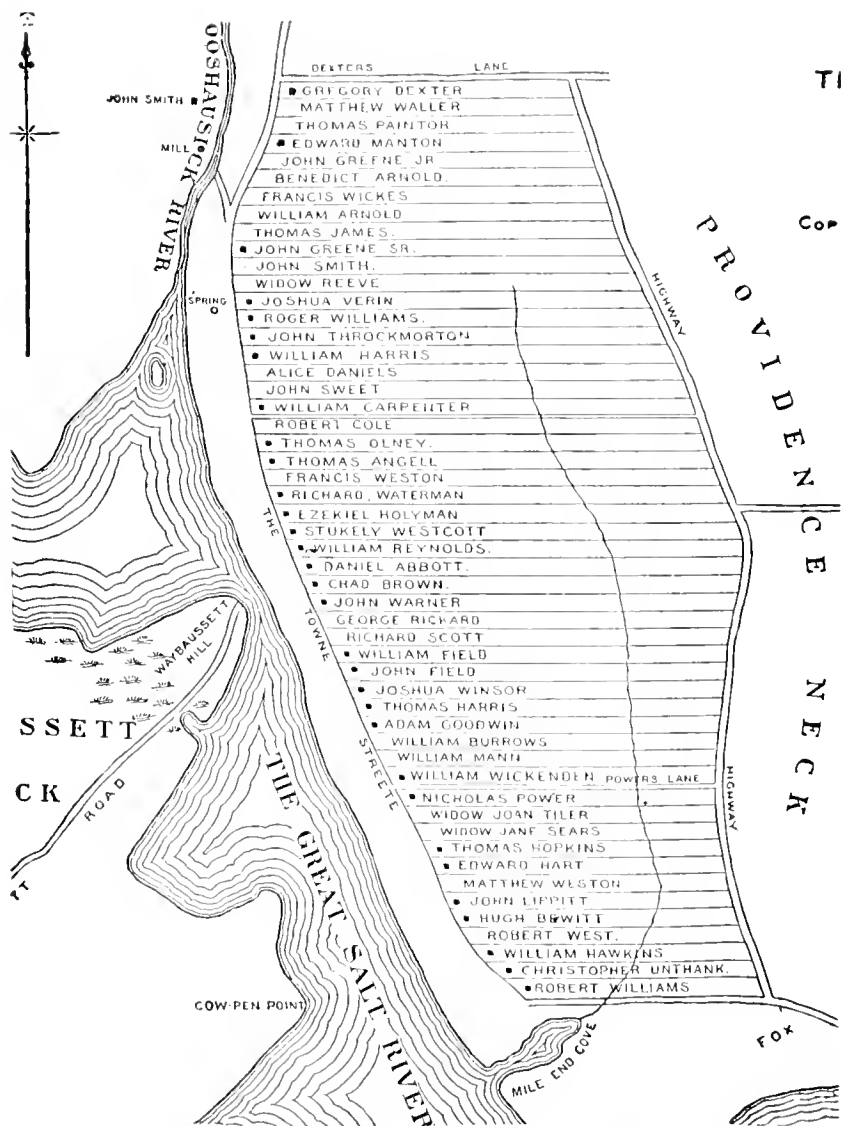 DEXTERS LANE
TI
OOSHAUSICK RIVER
JOHN SMITH
MILL
GREGORY DEXTER
MATTHEW WALLER
THOMAS PAINTOR
EDWARD MANTON
JOHN GREENE JR
BENEDICT ARNOLD.
FRANCIS WICKES
WILLIAM ARNOLD
THOMAS JAMES.
JOHN GREENE SR.
JOHN SMITH.
WIDOW REEVE
JOSHUA VERIN
ROGER WILLIAMS.
JOHN THROCKMORTON
WILLIAM HARRIS
ALICE DANIELS
JOHN SWEET
WILLIAM CARPENTER
ROBERT COLE
THOMAS OLNEY.
THOMAS ANGELL
FRANCIS WESTON
RICHARD WATERMAN
EZEKIEL HOLYMAN
STUKELY WESTCOTT
WILLIAM REYNOLDS.
DANIEL ABBOTT.
CHAD BROWN.
JOHN WARNER
GEORGE RICKARD
RICHARD SCOTT
WILLIAM FIELD
JOHN FIELD
JOSHUA WINSOR
THOMAS HARRIS
ADAM GOODWIN
WILLIAM BURROWS
WILLIAM MANN
WILLIAM WICKENDEN POWERS LANE
NICHOLAS POWER
WIDOW JOAN TILER
WIDOW JANE SEARS
THOMAS HOPKINS
EDWARD HART
MATTHEW WESTON
JOHN LIPPITT
HUGH BEWITT
ROBERT WEST.
WILLIAM HAWKINS
CHRISTOPHER UNTHANK.
ROBERT WILLIAMS
SPRING
COP
HIGHWAY
PROVIDENCE NECK
HIGHWAY
THE TOWNE STREETE
WAYBAUSSETT
HILL
SSETT
CK
ROAD
PT
THE GREAT SALT RIVER
COW-PEN POINT
MILE END COVE
FOX